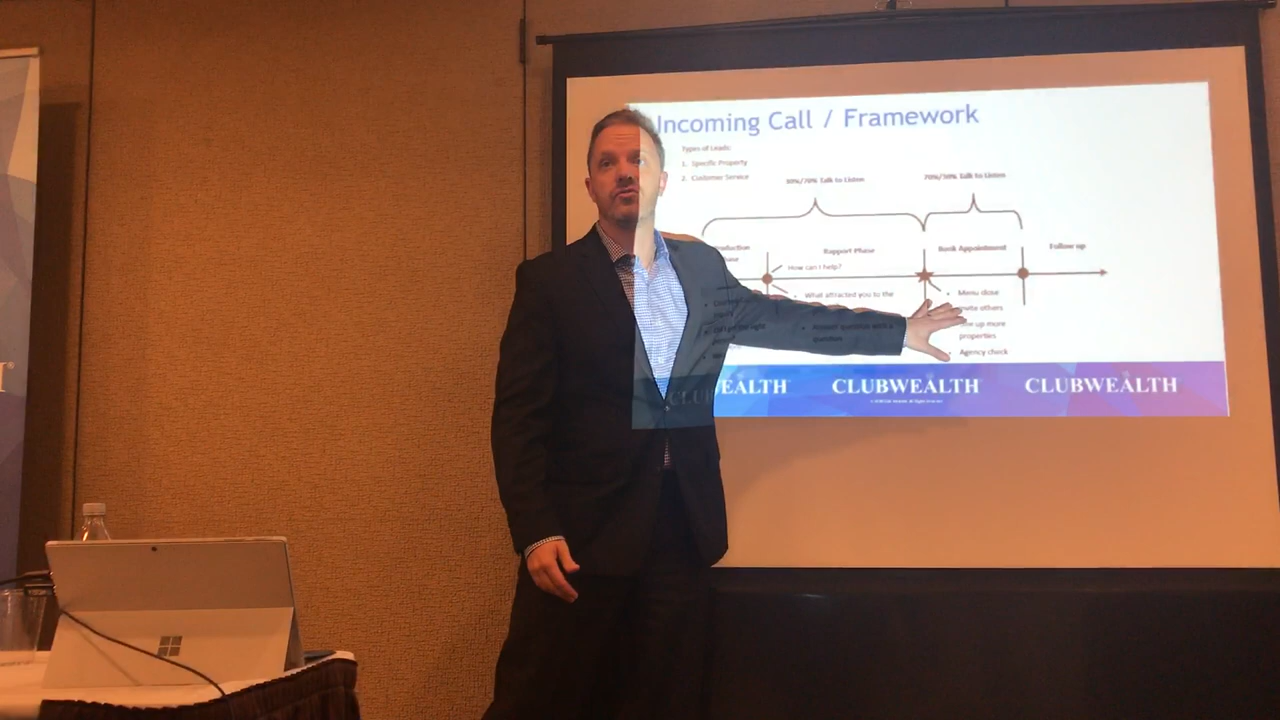 Incoming Call / Framework
Types of Leads:
1. Specific Property
2. Customer Service
30%/70% Talk to Listen
70%/30% Talk to Listen
Rapport Phase
Book Appointment
Follow up
How can I help?
What attracted you to the
• Menu close
invite others
up more
properties
• Answer question with a
question
• Agency check
CLUBWEALTH
CLUBWEALTH